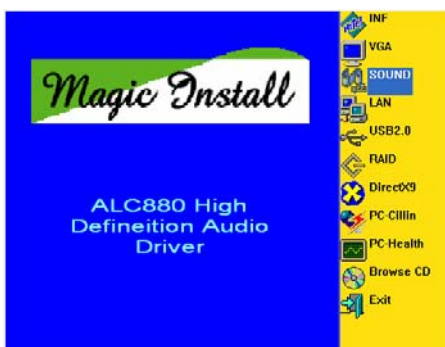 Magic Install
ALC880 High
Defineition Audio
Driver
INF
VGA
SOUND
LAN
USB2.0
RAID
DirectX9
PC-Cillin
PC-Health
Browse CD
Exit